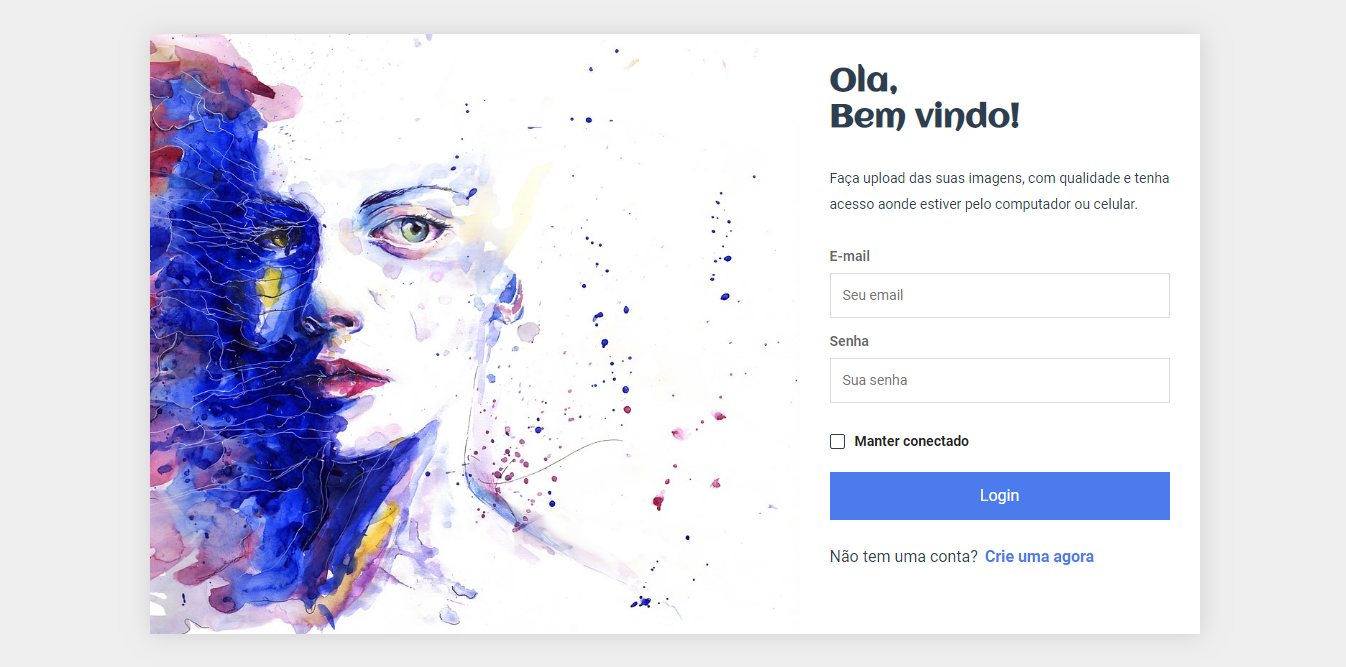 Ola,
Bem vindo!
Faça upload das suas imagens, com qualidade e tenha
acesso aonde estiver pelo computador ou celular.
E-mail
Seu email
Senha
Sua senha
Manter conectado
Login
Não tem uma conta? Crie uma agora